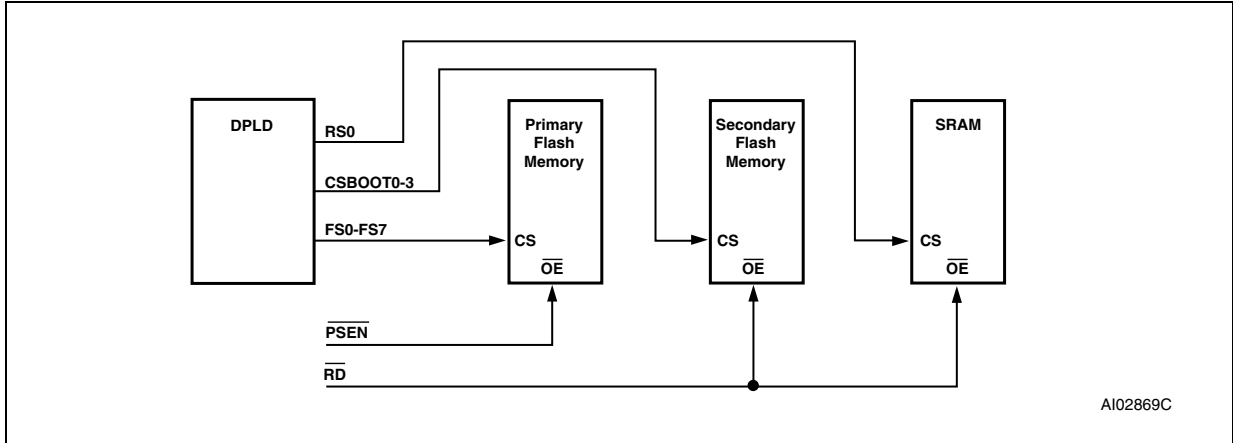 DPLD
RS0
CSBOOT0-3
FS0-FS7
Primary
Flash
Memory
CS
OE
Secondary
Flash
Memory
CS
OE
SRAM
CS
OE
PSEN
RD
AI02869C